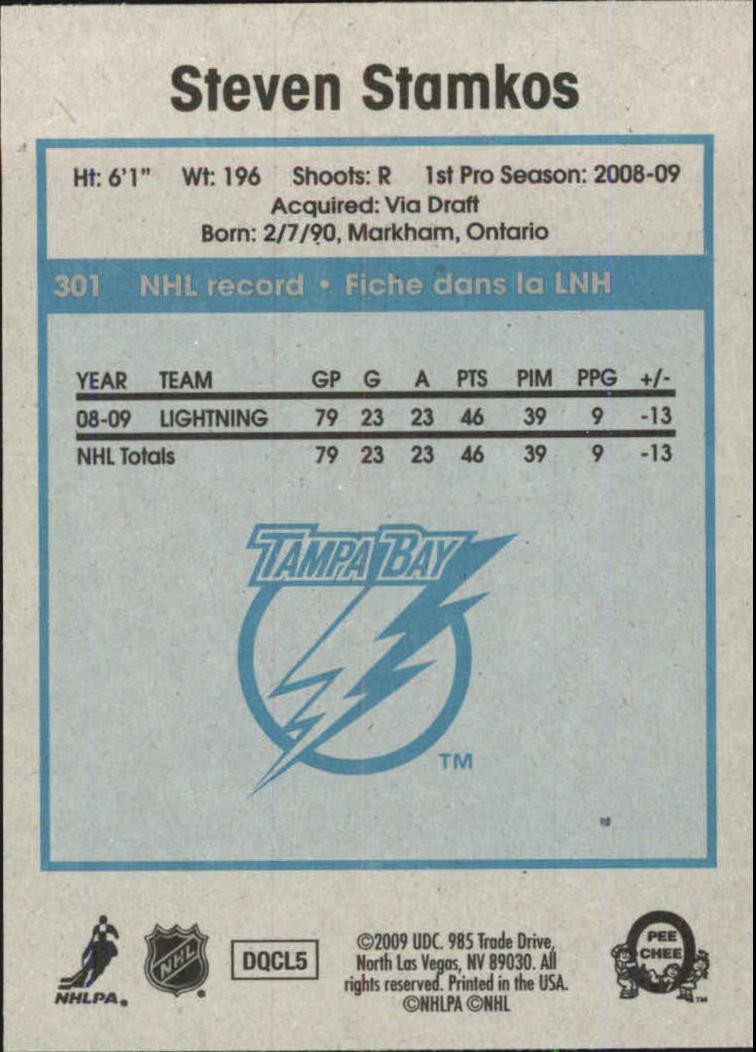 Steven Stamkos
Ht: 6'1" Wt: 196 Shoots: R 1st Pro Season: 2008-09
Acquired: Via Draft
Born: 2/7/90, Markham, Ontario
301 NHL record • Fiche dans la LNH
YEAR TEAM GP G A PTS PIM PPG +/-
08-09 LIGHTNING 79 23 23 46 39 9 -13
NHL Totals 79 23 23 46 39 9 -13
TAMPA BAY
TM
NHLPA®
NHL
DQCL5
©2009 UDC. 985 Trade Drive,
North Las Vegas, NV 89030. All
rights reserved. Printed in the USA.
©NHLPA ©NHL
O
PEE
CHEE
TM